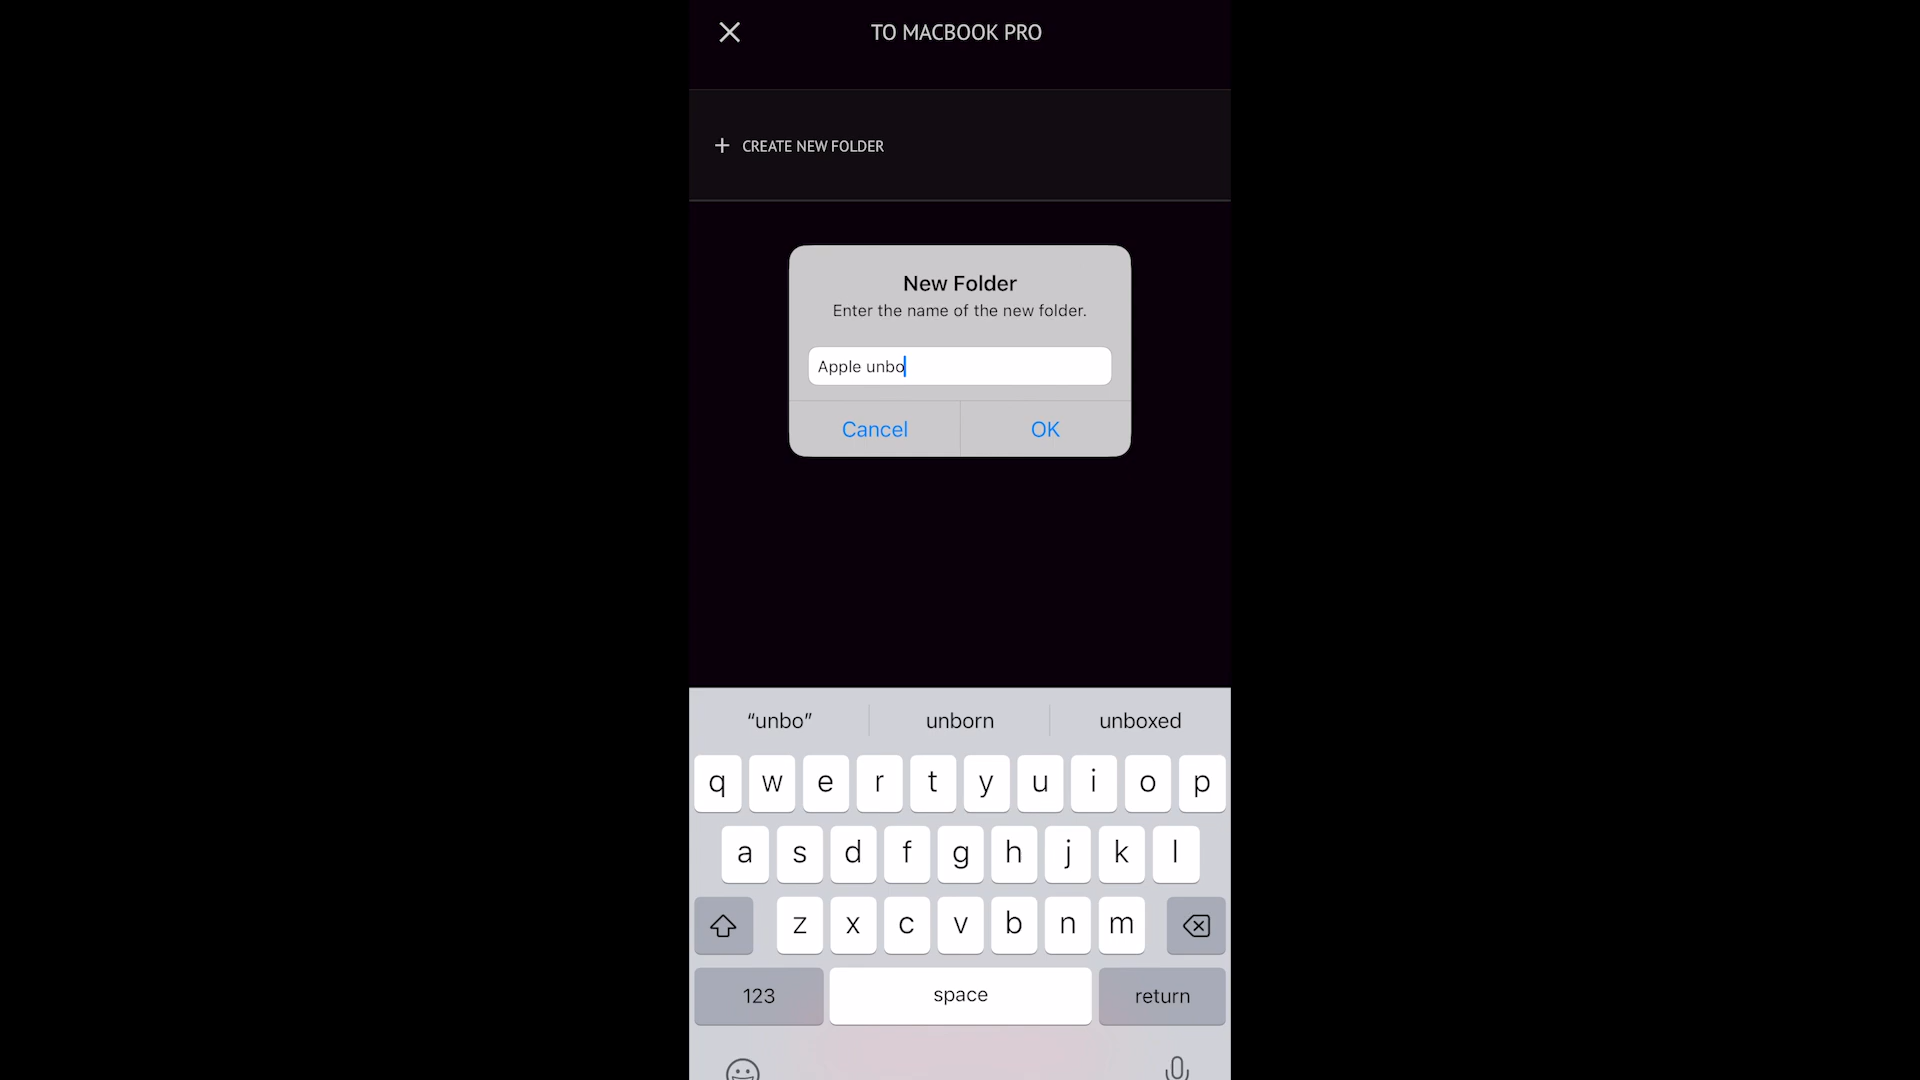 TO MACBOOK PRO
CREATE NEW FOLDER
New Folder
Enter the name of the new folder.
Apple unbo
Cancel OK
“unbo” unborn unboxed
q w e r t y u i o p
a s d f g h j k l
z x c v b n m
123 space return